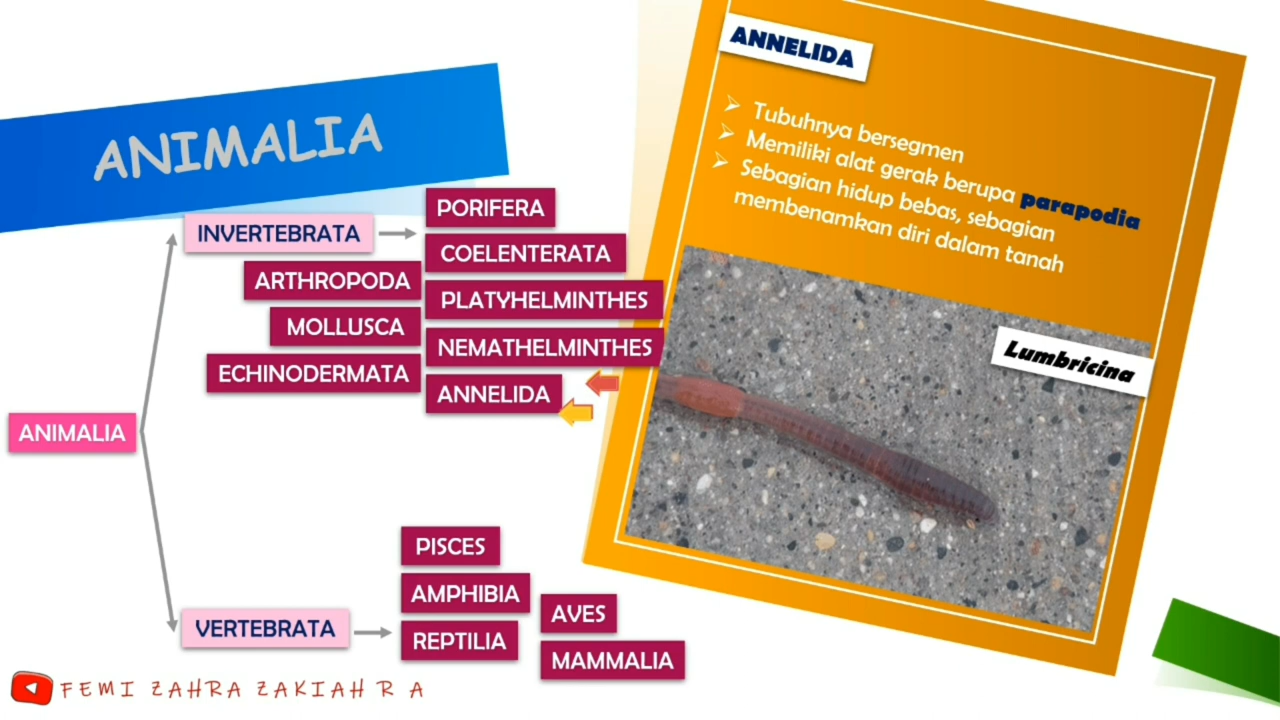 ANIMALIA
INVERTEBRATA
PORIFERA
COELENTERATA
ARTHROPODA
PLATYHELMINTHES
MOLLUSCA
NEMATHELMINTHES
ECHINODERMATA
ANNELIDA
ANIMALIA
PISCES
AMPHIBIA
AVES
VERTEBRATA
REPTILIA
MAMMALIA
FEMI ZAHRA ZAKIAH R A
ANNELIDA
Tubuhnya bersegmen
Memiliki alat gerak berupa parapodia
Sebagian hidup bebas, sebagian
membenamkan diri dalam tanah
Lumbricina